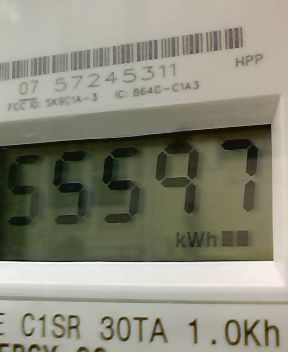 HPP
07 57245311
FCC ID: SK9C1A-3 IC: 864G-C1A3
55597
kWh
E C1SR 30TA 1.0Kh